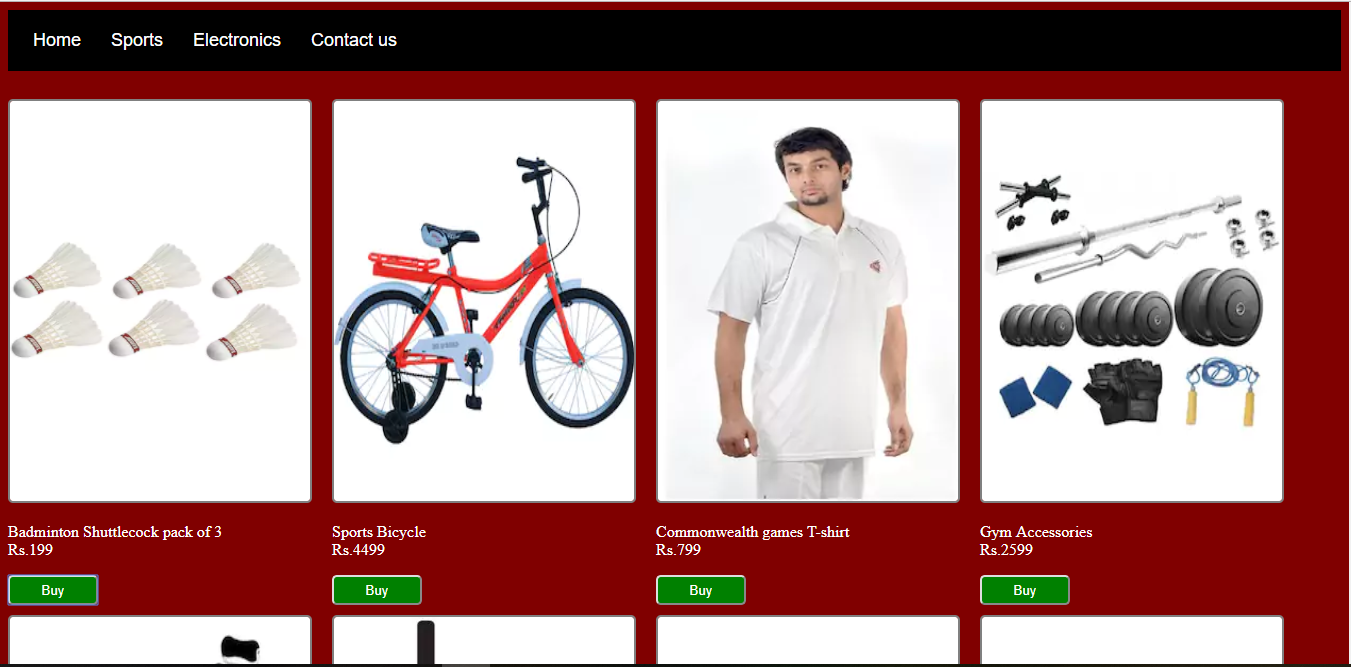 Home Sports Electronics Contact us
Badminton Shuttlecock pack of 3
Rs.199
Buy
Sports Bicycle
Rs.4499
Buy
Commonwealth games T-shirt
Rs.799
Buy
Gym Accessories
Rs.2599
Buy